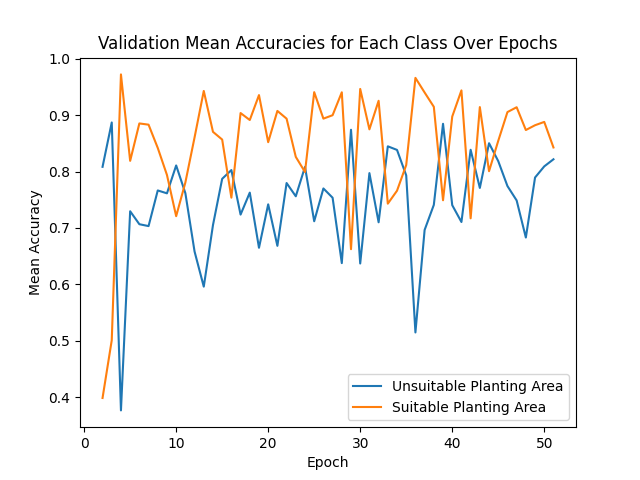 Validation Mean Accuracies for Each Class Over Epochs
1.0
0.9
0.8
0.7
0.6
0.5
0.4
Mean Accuracy
0 10 20 30 40 50
Epoch
Unsuitable Planting Area
Suitable Planting Area